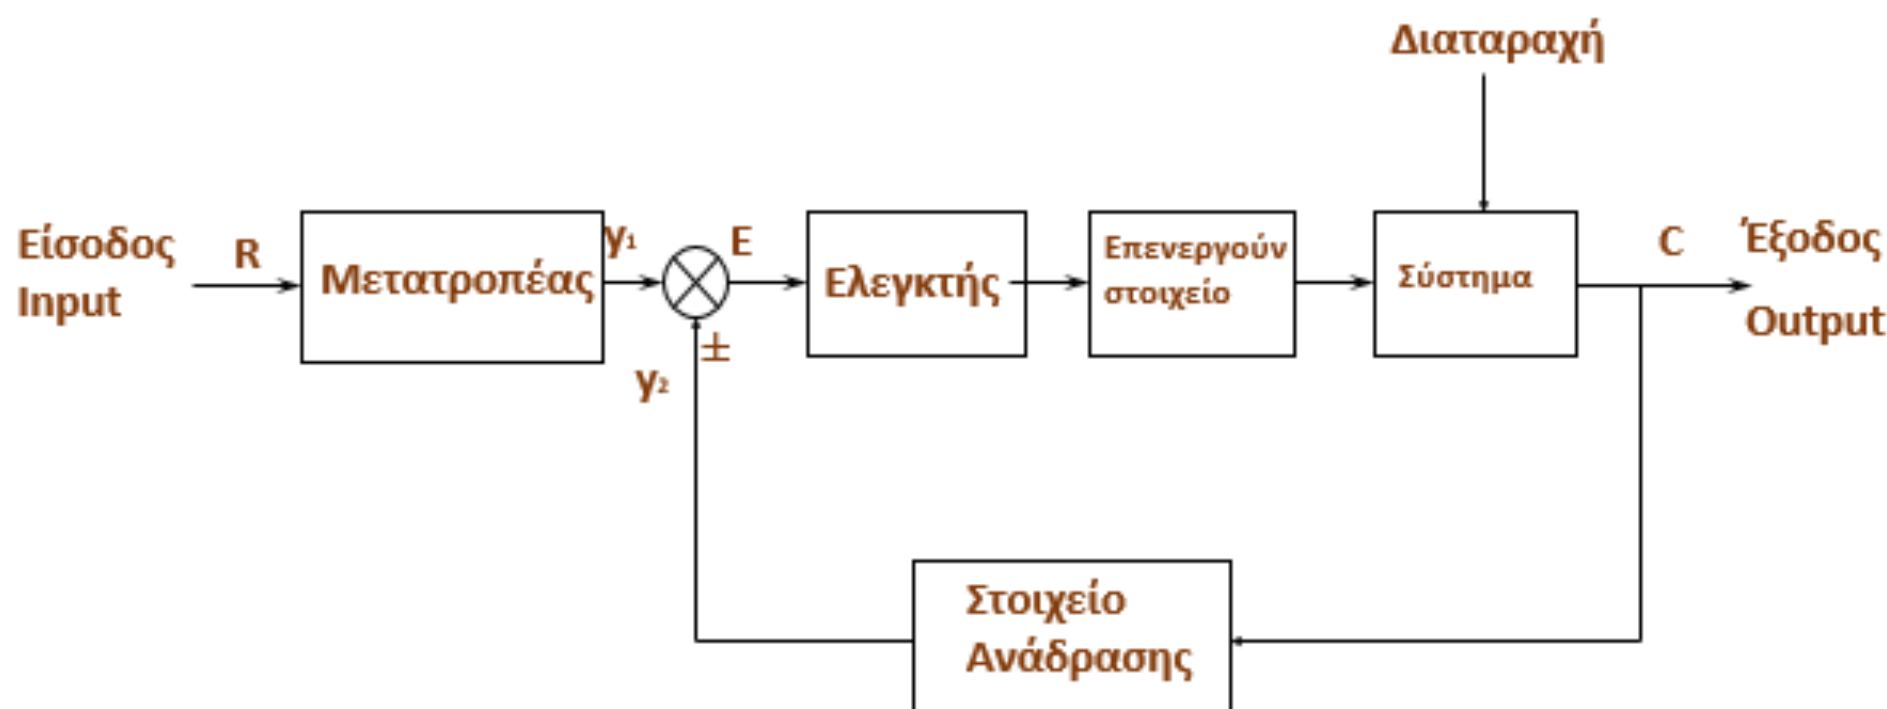 Διαταραχή
Είσοδος
Input
R
Μετατροπέας
y₁
E
±
y₂
Ελεγκτής
Επενεργούν
στοιχείο
Σύστημα
C
Έξοδος
Output
Στοιχείο
Ανάδρασης